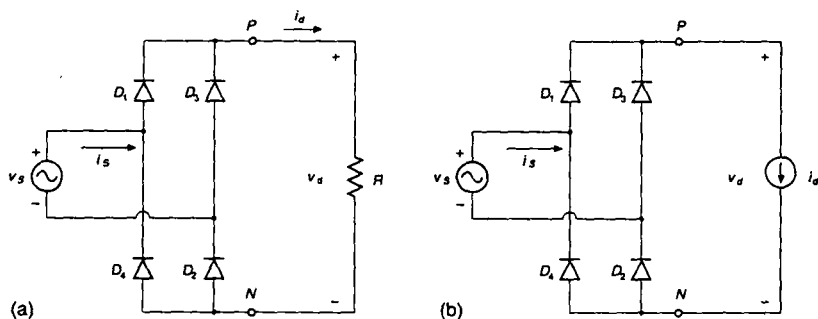 P
i_d
+
D_1
D_3
+
i_s
v_s
v_d
R
−
D_4
D_2
N
−
(a)
P
+
D_1
D_3
+
i_s
v_s
v_d
i_d
−
D_4
D_2
N
−
(b)